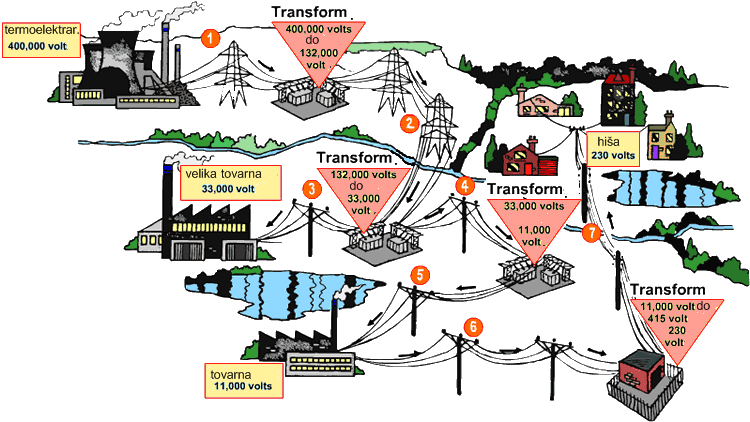 termoelektrar.
400,000 volt
1
Transform .
400,000 volts
do
132,000
volt .
2
velika tovarna
33,000 volt
3
Transform .
132,000 volts
do
33,000
volt .
4
Transform .
33,000 volts
11,000
volt .
hiša
230 volts
7
5
6
tovarna
11,000 volts
Transform
11,000 volt do
415 volt
230
volt